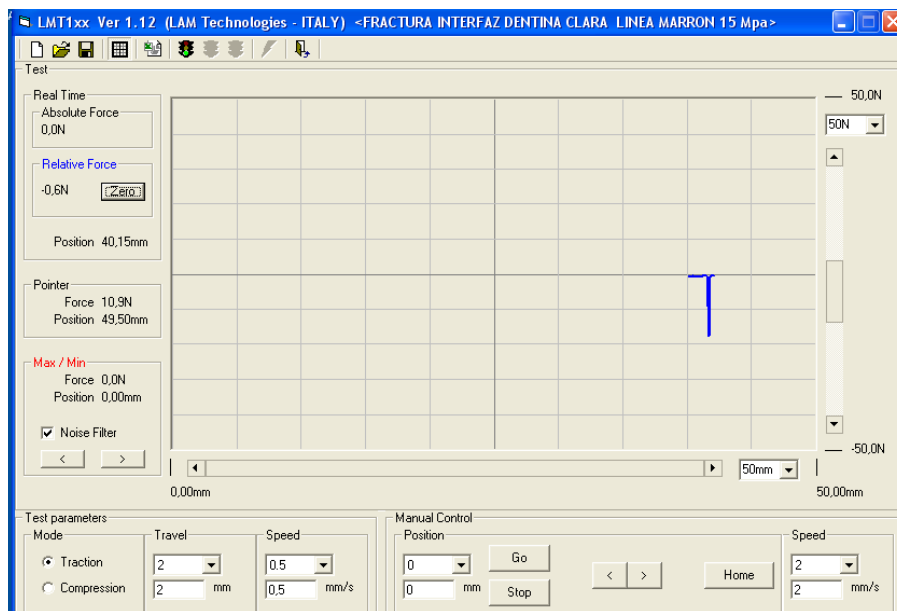 LMT1xx Ver 1.12 (LAM Technologies - ITALY) <FRACTURA INTERFAZ DENTINA CLARA LINEA MARRON 15 Mpa>
Test
Real Time
Absolute Force
0,0N
Relative Force
-0,6N Zero
Position 40,15mm
Pointer
Force 10,9N
Position 49,50mm
Max / Min
Force 0,0N
Position 0,00mm
Noise Filter
< >
50,0N
50N
-50,0N
50mm
0,00mm 50,00mm
Test parameters
Mode Travel Speed
Traction 2 0.5
Compression 2 mm 0,5 mm/s
Manual Control
Position Speed
0 Go < > Home 2
0 mm Stop 2 mm/s